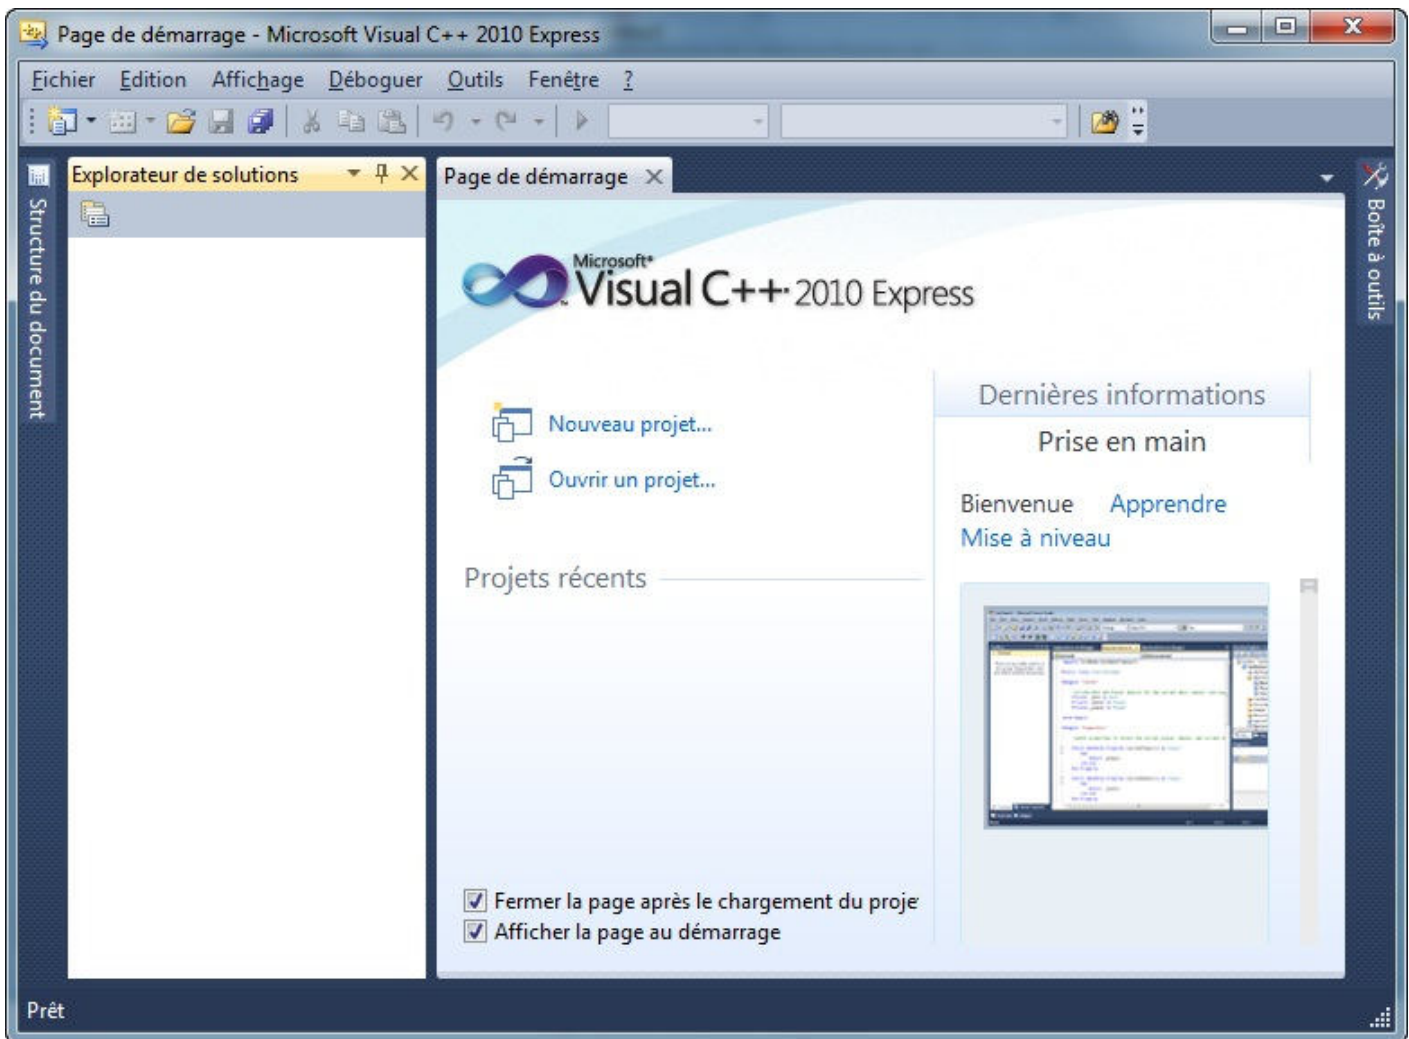 Page de démarrage - Microsoft Visual C++ 2010 Express
Fichier Edition Affichage Déboguer Outils Fenêtre ?
Explorateur de solutions
Page de démarrage
Structure du document
Boîte à outils
Microsoft®
Visual C++ 2010 Express
Dernières informations
Nouveau projet...
Prise en main
Ouvrir un projet...
Bienvenue Apprendre
Mise à niveau
Projets récents
Fermer la page après le chargement du proje
Afficher la page au démarrage
Prêt